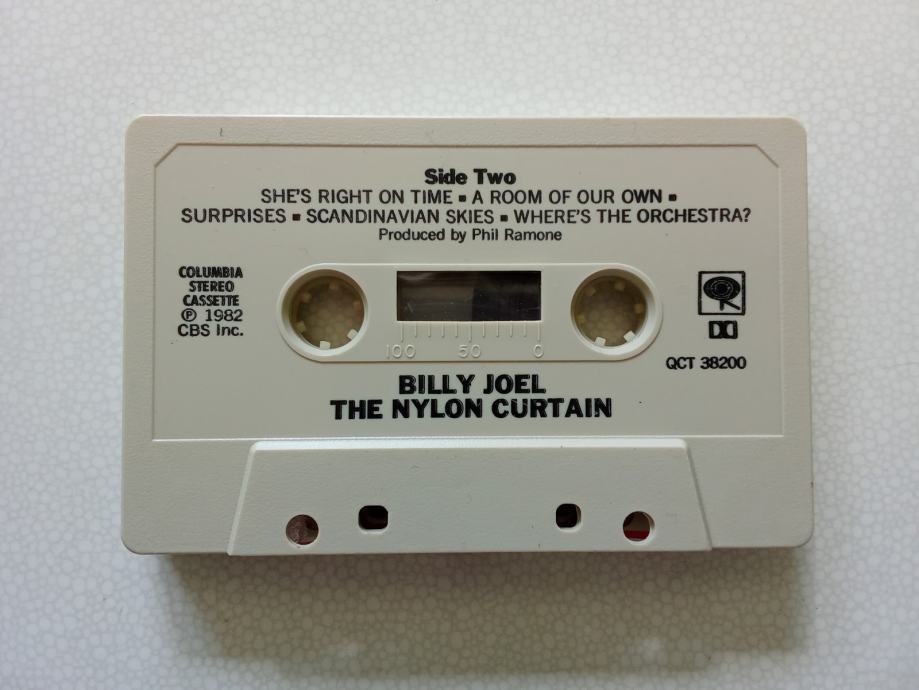 Side Two
SHE'S RIGHT ON TIME ▪ A ROOM OF OUR OWN ▪
SURPRISES ▪ SCANDINAVIAN SKIES ▪ WHERE'S THE ORCHESTRA?
Produced by Phil Ramone
COLUMBIA
STEREO
CASSETTE
℗ 1982
CBS Inc.
100 50 0
QCT 38200
BILLY JOEL
THE NYLON CURTAIN